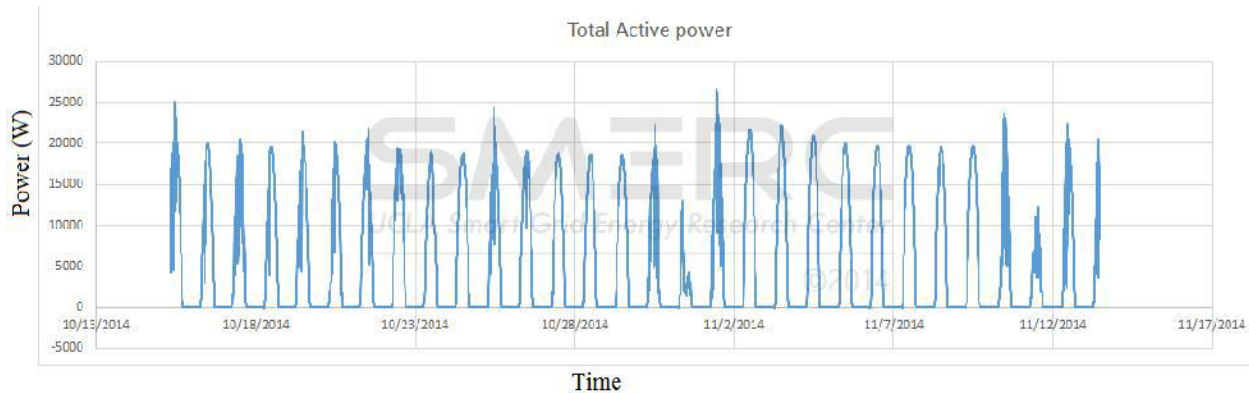 Total Active power
30000
25000
20000
15000
10000
5000
0
-5000
Power (W)
SMERC
UCLA Smart Grid Energy Research Center
©2014
10/13/2014 10/18/2014 10/23/2014 10/28/2014 11/2/2014 11/7/2014 11/12/2014 11/17/2014
Time